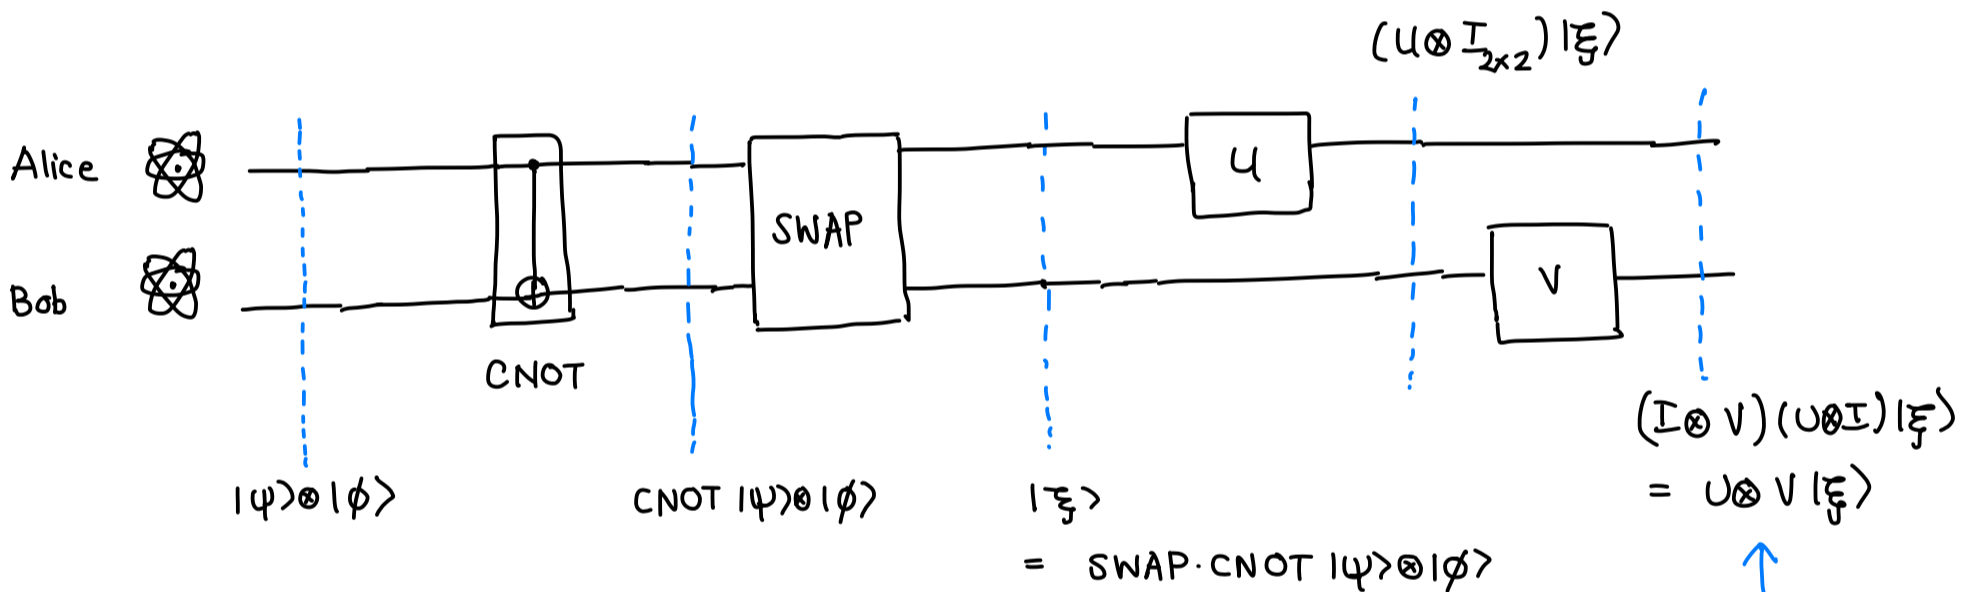 (U⊗I₂ₓ₂)|ξ⟩
Alice
U
SWAP
Bob
V
CNOT
(I⊗V)(U⊗I)|ξ⟩
= U⊗V|ξ⟩
|ψ⟩⊗|ϕ⟩
CNOT |ψ⟩⊗|ϕ⟩
|ξ⟩
= SWAP·CNOT |ψ⟩⊗|ϕ⟩